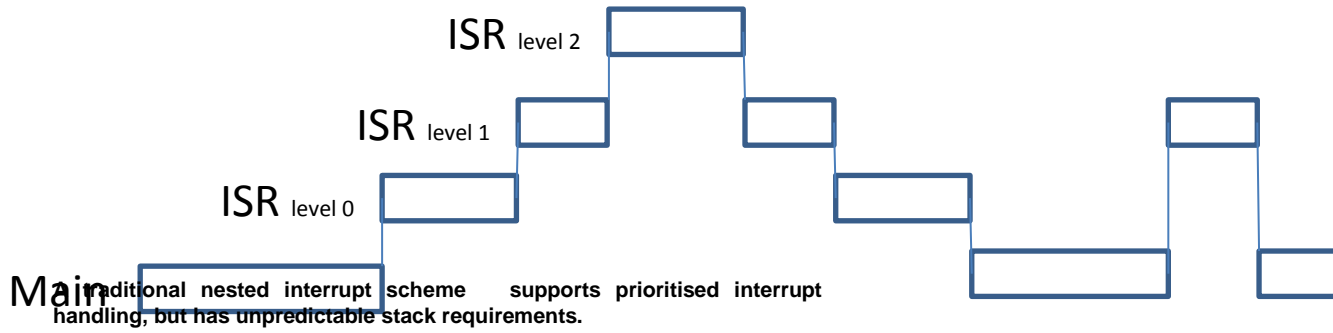 ISR level 2
ISR level 1
ISR level 0
Main
A traditional nested interrupt scheme supports prioritised interrupt
handling, but has unpredictable stack requirements.